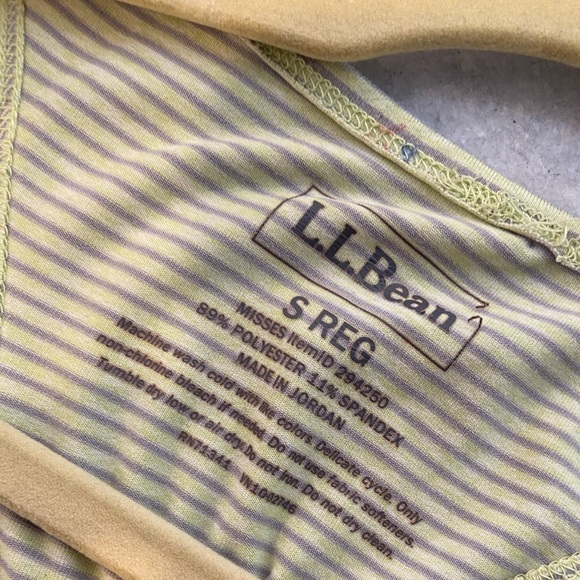 L.L.Bean
S REG
MISSES ItemID 294250
89% POLYESTER 11% SPANDEX
MADE IN JORDAN
Machine wash cold with like colors. Delicate cycle. Only
non-chlorine bleach if needed. Do not use fabric softeners.
Tumble dry low or air dry. Do not iron. Do not dry clean.
RN71341 VN1002746